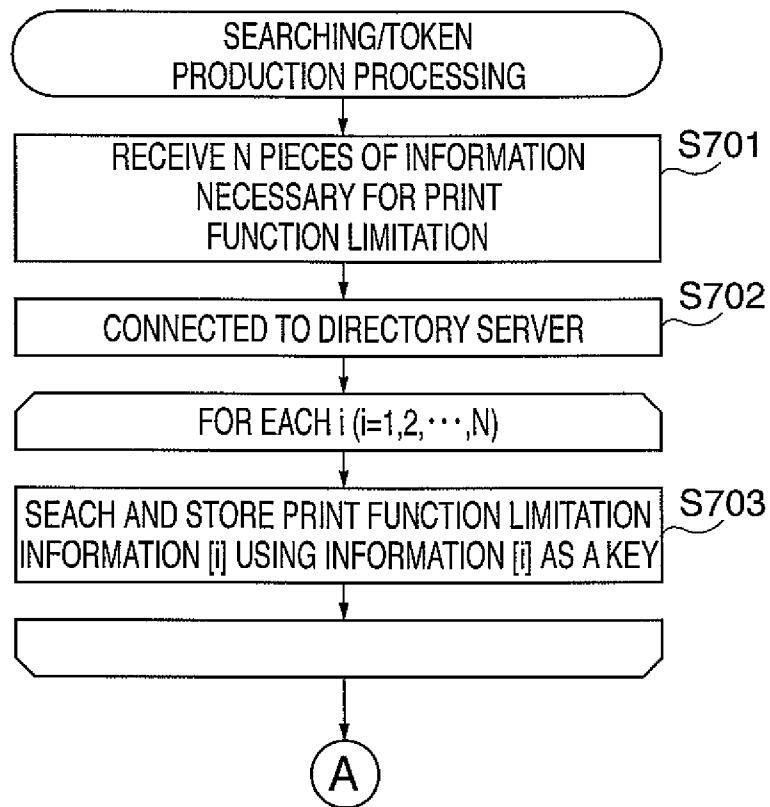 SEARCHING/TOKEN
PRODUCTION PROCESSING
RECEIVE N PIECES OF INFORMATION
NECESSARY FOR PRINT
FUNCTION LIMITATION
S701
CONNECTED TO DIRECTORY SERVER
S702
FOR EACH i (i=1,2,···,N)
SEACH AND STORE PRINT FUNCTION LIMITATION
INFORMATION [i] USING INFORMATION [i] AS A KEY
S703
A